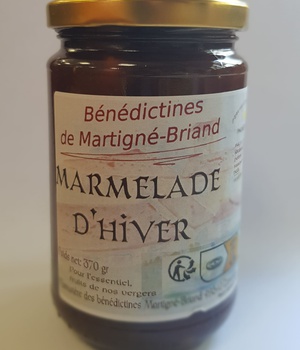 Bénédictines
de Martigné-Briand
MARMELADE
D'HIVER
Poids net: 370 gr
Pour l'essentiel,
fruits de nos vergers
des bénédictines Martigné-Briand